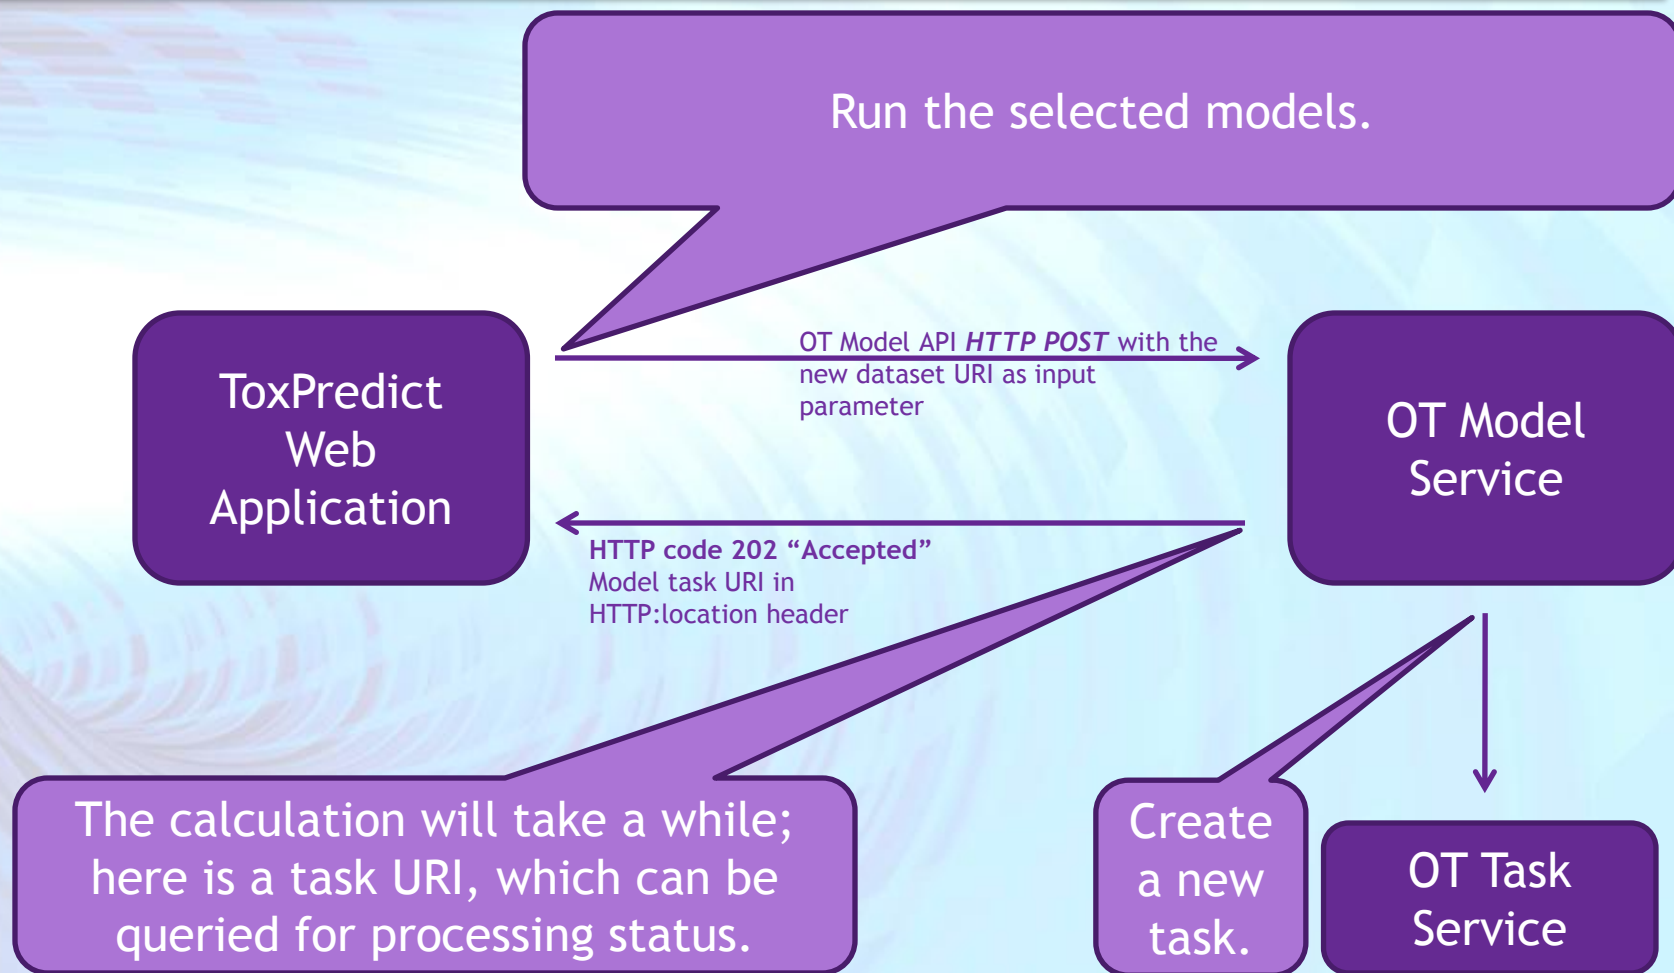 Run the selected models.
OT Model API HTTP POST with the
new dataset URI as input
parameter
ToxPredict
Web
Application
OT Model
Service
HTTP code 202 “Accepted”
Model task URI in
HTTP:location header
The calculation will take a while;
here is a task URI, which can be
queried for processing status.
Create
a new
task.
OT Task
Service